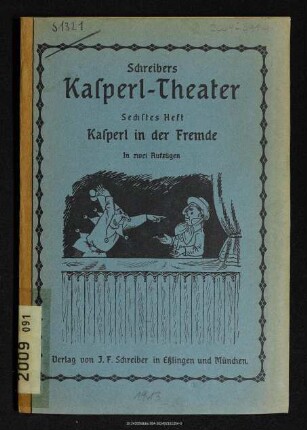 S1321
Schreibers
Kaſperl-Theater
Sechſtes Heft
Kaſperl in der Fremde
In zwei Aufzügen
2009 091
Verlag von J. F. Schreiber in Eßlingen und München.